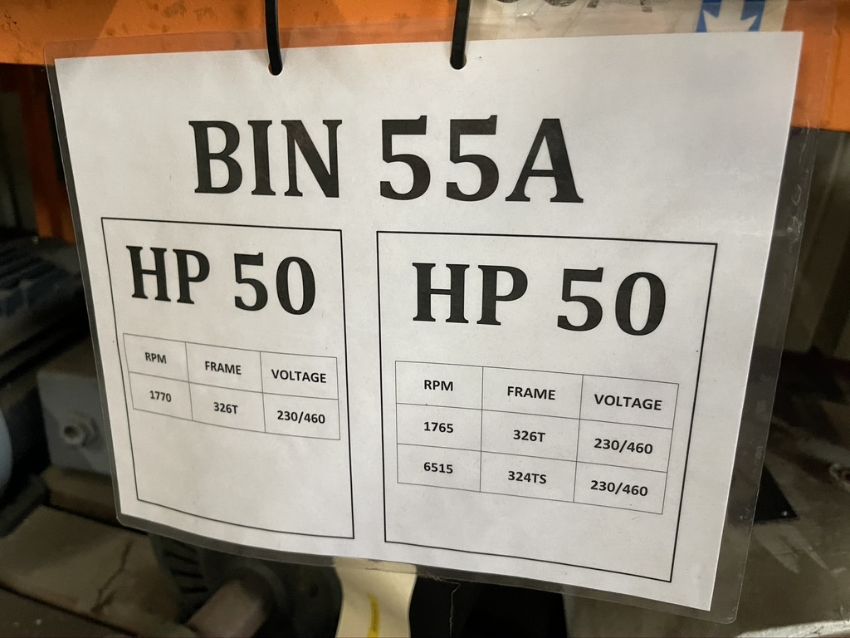 BIN 55A
HP 50
RPM FRAME VOLTAGE
1770 326T 230/460
HP 50
RPM FRAME VOLTAGE
1765 326T 230/460
6515 324TS 230/460